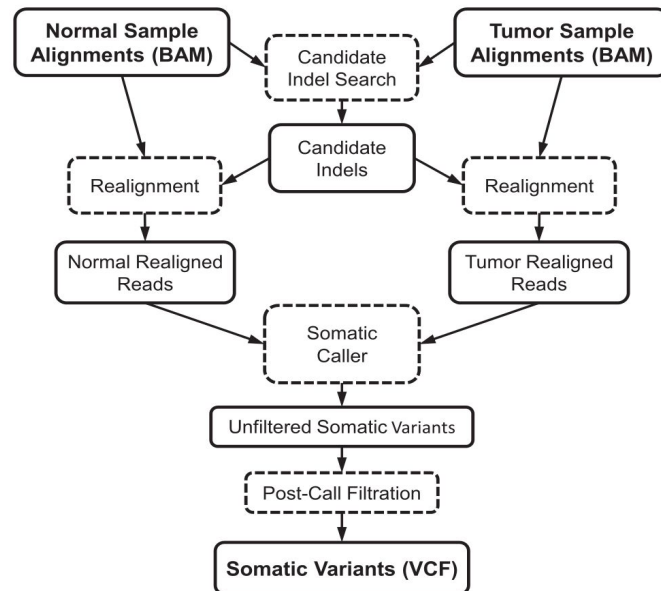 Normal Sample
Alignments (BAM)
Candidate
Indel Search
Tumor Sample
Alignments (BAM)
Candidate
Indels
Realignment
Realignment
Normal Realigned
Reads
Tumor Realigned
Reads
Somatic
Caller
Unfiltered Somatic Variants
Post-Call Filtration
Somatic Variants (VCF)